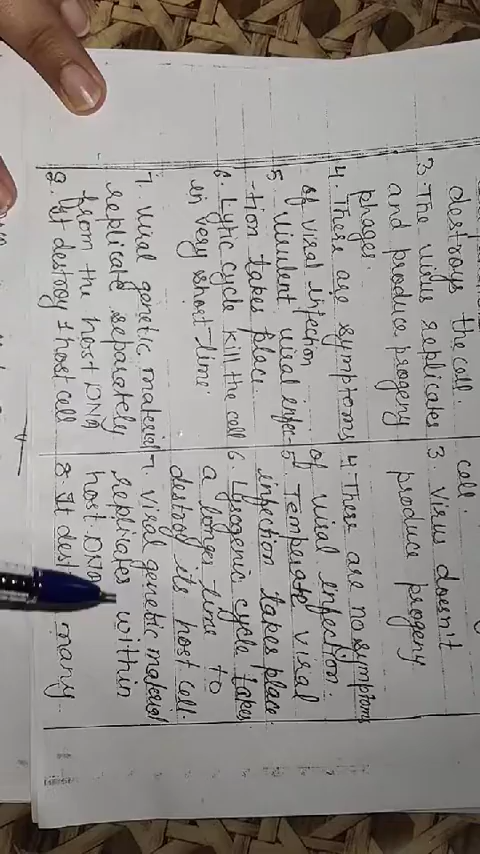 destroys the cell.
3. The virus replicates
and produce progeny
phages.
4. There are symptoms
of viral infection
5. Virulent viral infec-
-tion takes place.
6. Lytic cycle kill the cell
in very short-time.
7. Viral genetic material
replicate separately
from the host DNA
8. It destroy 1 host cell
cell.
3. Virus doesn't
produce progeny
4. There are no symptoms
of viral infection.
5. Temperate viral
infection takes place.
6. Lysogenic cycle takes
a longer time to
destroy its host cell.
7. Viral genetic material
replicates within
host DNA
8. It many